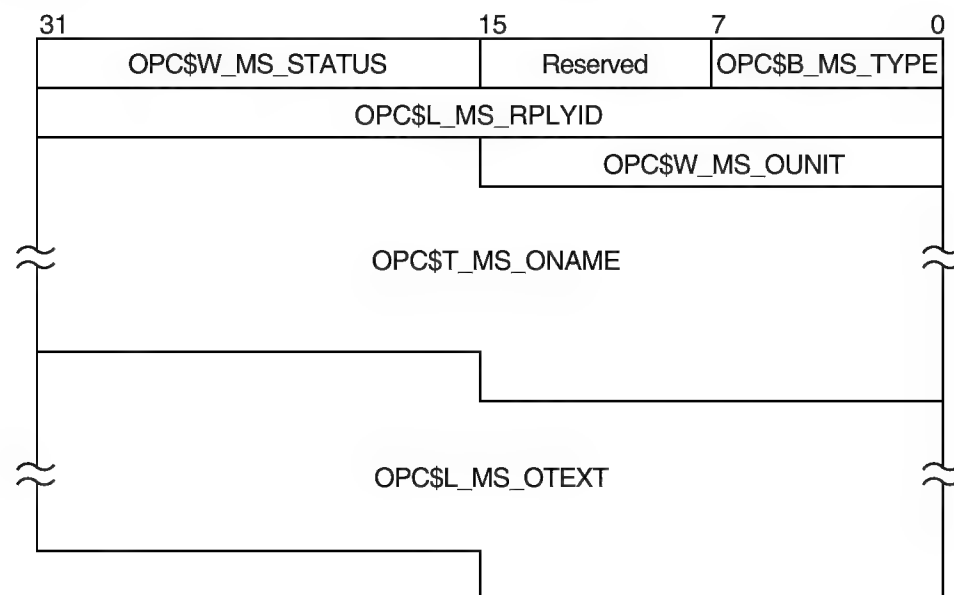 31 15 7 0
OPC$W_MS_STATUS Reserved OPC$B_MS_TYPE
OPC$L_MS_RPLYID
OPC$W_MS_OUNIT
OPC$T_MS_ONAME
OPC$L_MS_OTEXT